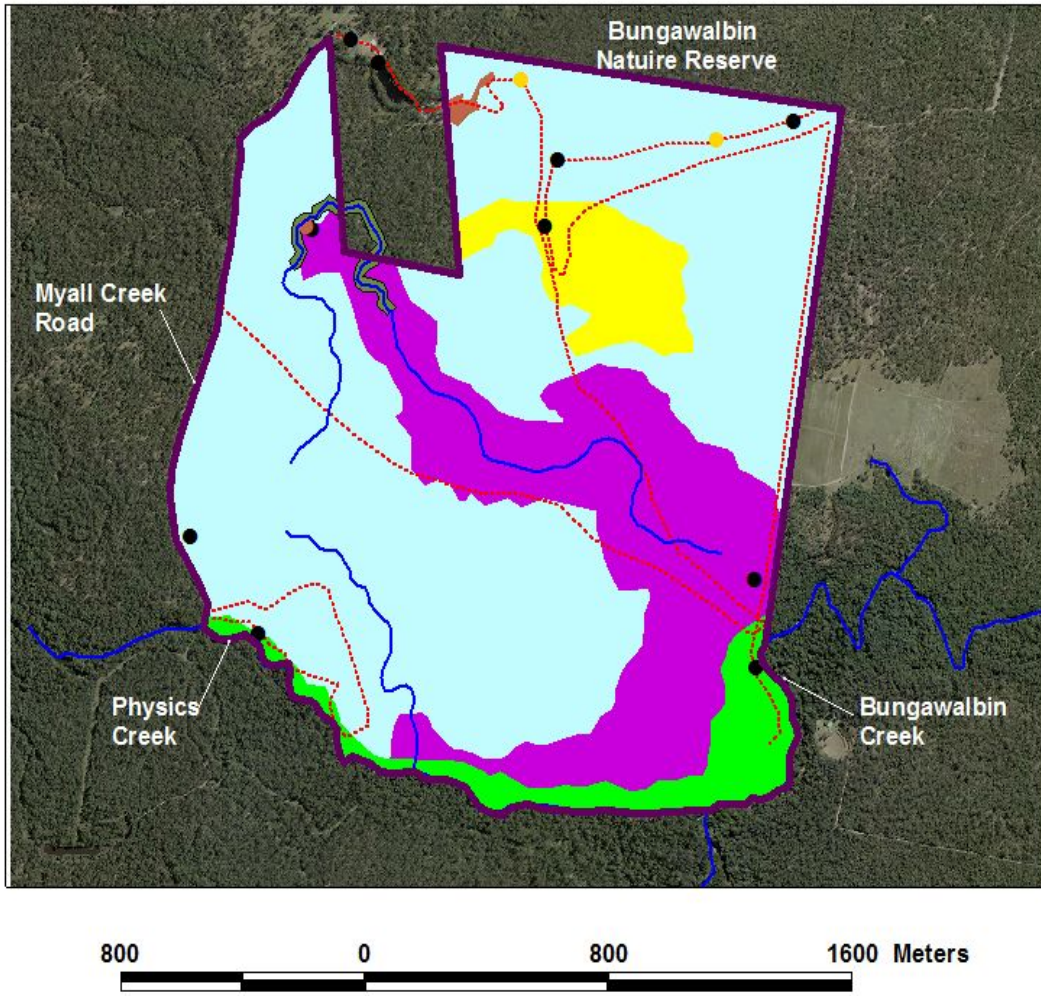 Bungawalbin
Natuire Reserve
Myall Creek
Road
Physics
Creek
Bungawalbin
Creek
800 0 800 1600 Meters